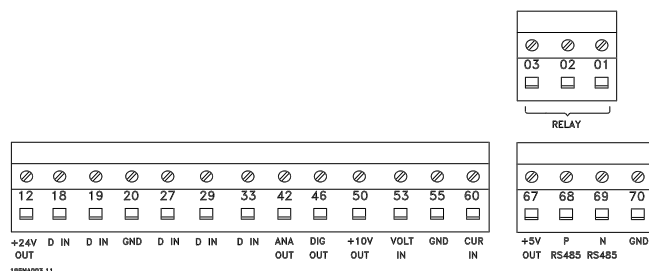 03 02 01
RELAY
12 18 19 20 27 29 33 42 46 50 53 55 60
+24V OUT D IN D IN GND D IN D IN D IN ANA OUT DIG OUT +10V OUT VOLT IN GND CUR IN
67 68 69 70
+5V OUT P RS485 N RS485 GND
195NA003.11